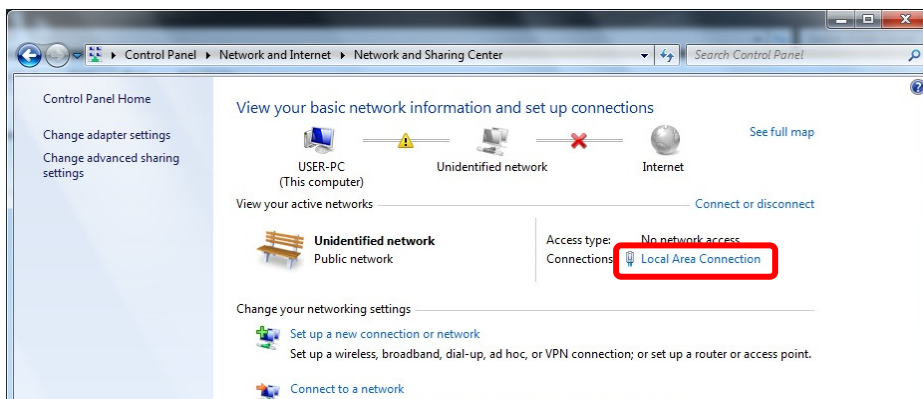 Control Panel ▸ Network and Internet ▸ Network and Sharing Center
Search Control Panel
Control Panel Home
Change adapter settings
Change advanced sharing
settings
View your basic network information and set up connections
See full map
USER-PC
(This computer)
Unidentified network
Internet
View your active networks
Connect or disconnect
Unidentified network
Public network
Access type: No network access
Connections: Local Area Connection
Change your networking settings
Set up a new connection or network
Set up a wireless, broadband, dial-up, ad hoc, or VPN connection; or set up a router or access point.
Connect to a network